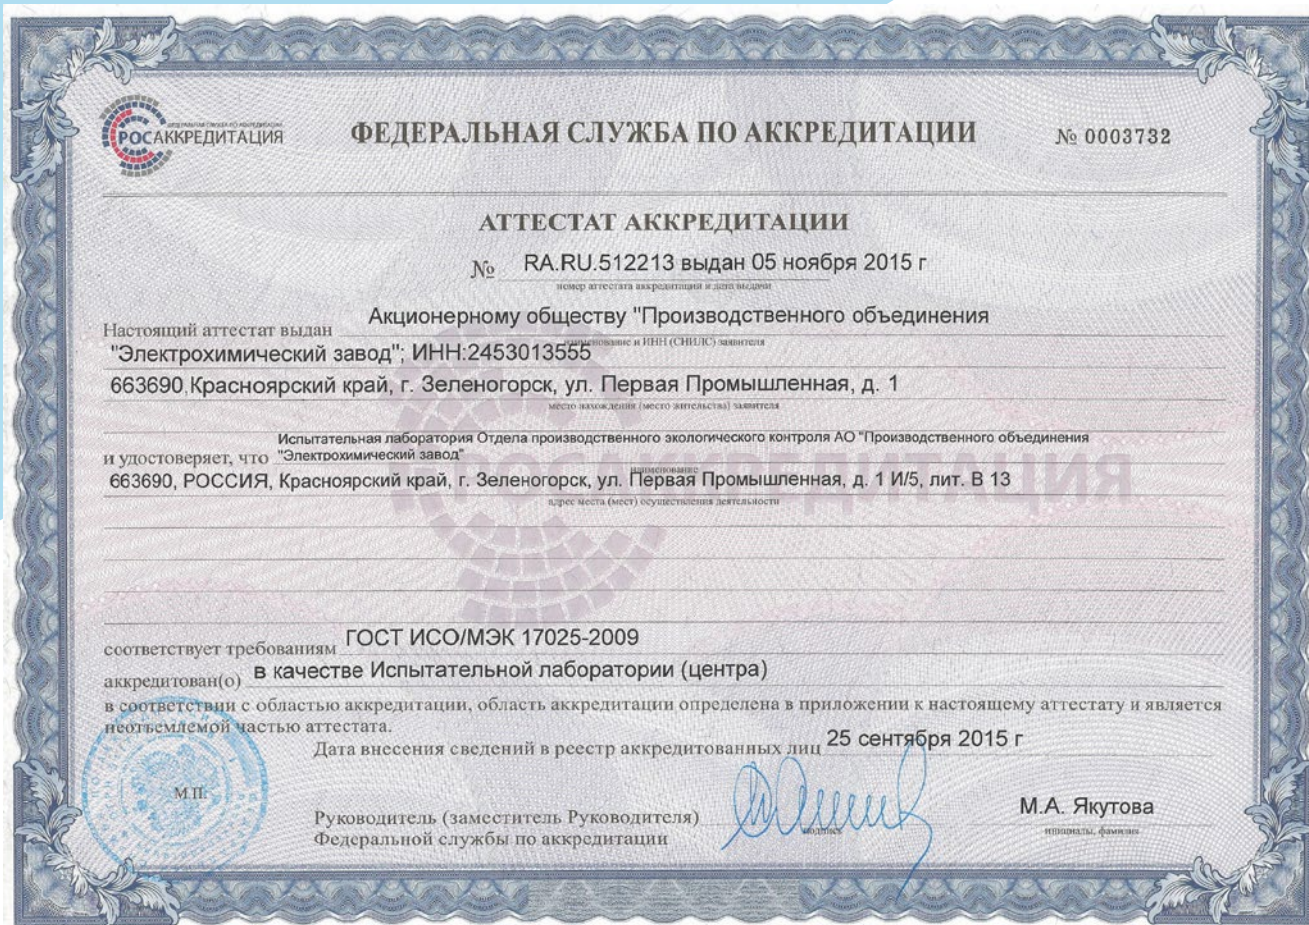 ФЕДЕРАЛЬНАЯ СЛУЖБА ПО АККРЕДИТАЦИИ
РОСАККРЕДИТАЦИЯ
ФЕДЕРАЛЬНАЯ СЛУЖБА ПО АККРЕДИТАЦИИ
№ 0003732
АТТЕСТАТ АККРЕДИТАЦИИ
№ RA.RU.512213 выдан 05 ноября 2015 г
номер аттестата аккредитации и дата выдачи
Настоящий аттестат выдан Акционерному обществу "Производственного объединения
наименование и ИНН (СНИЛС) заявителя
"Электрохимический завод"; ИНН:2453013555
663690,Красноярский край, г. Зеленогорск, ул. Первая Промышленная, д. 1
место нахождения (место жительства) заявителя
Испытательная лаборатория Отдела производственного экологического контроля АО "Производственного объединения
и удостоверяет, что "Электрохимический завод"
наименование
663690, РОССИЯ, Красноярский край, г. Зеленогорск, ул. Первая Промышленная, д. 1 И/5, лит. В 13
адрес места (мест) осуществления деятельности
РОСАККРЕДИТАЦИЯ
соответствует требованиям ГОСТ ИСО/МЭК 17025-2009
аккредитован(о) в качестве Испытательной лаборатории (центра)
в соответствии с областью аккредитации, область аккредитации определена в приложении к настоящему аттестату и является
неотъемлемой частью аттестата.
Дата внесения сведений в реестр аккредитованных лиц 25 сентября 2015 г
М.П.
Руководитель (заместитель Руководителя)
Федеральной службы по аккредитации
подпись
М.А. Якутова
инициалы, фамилия